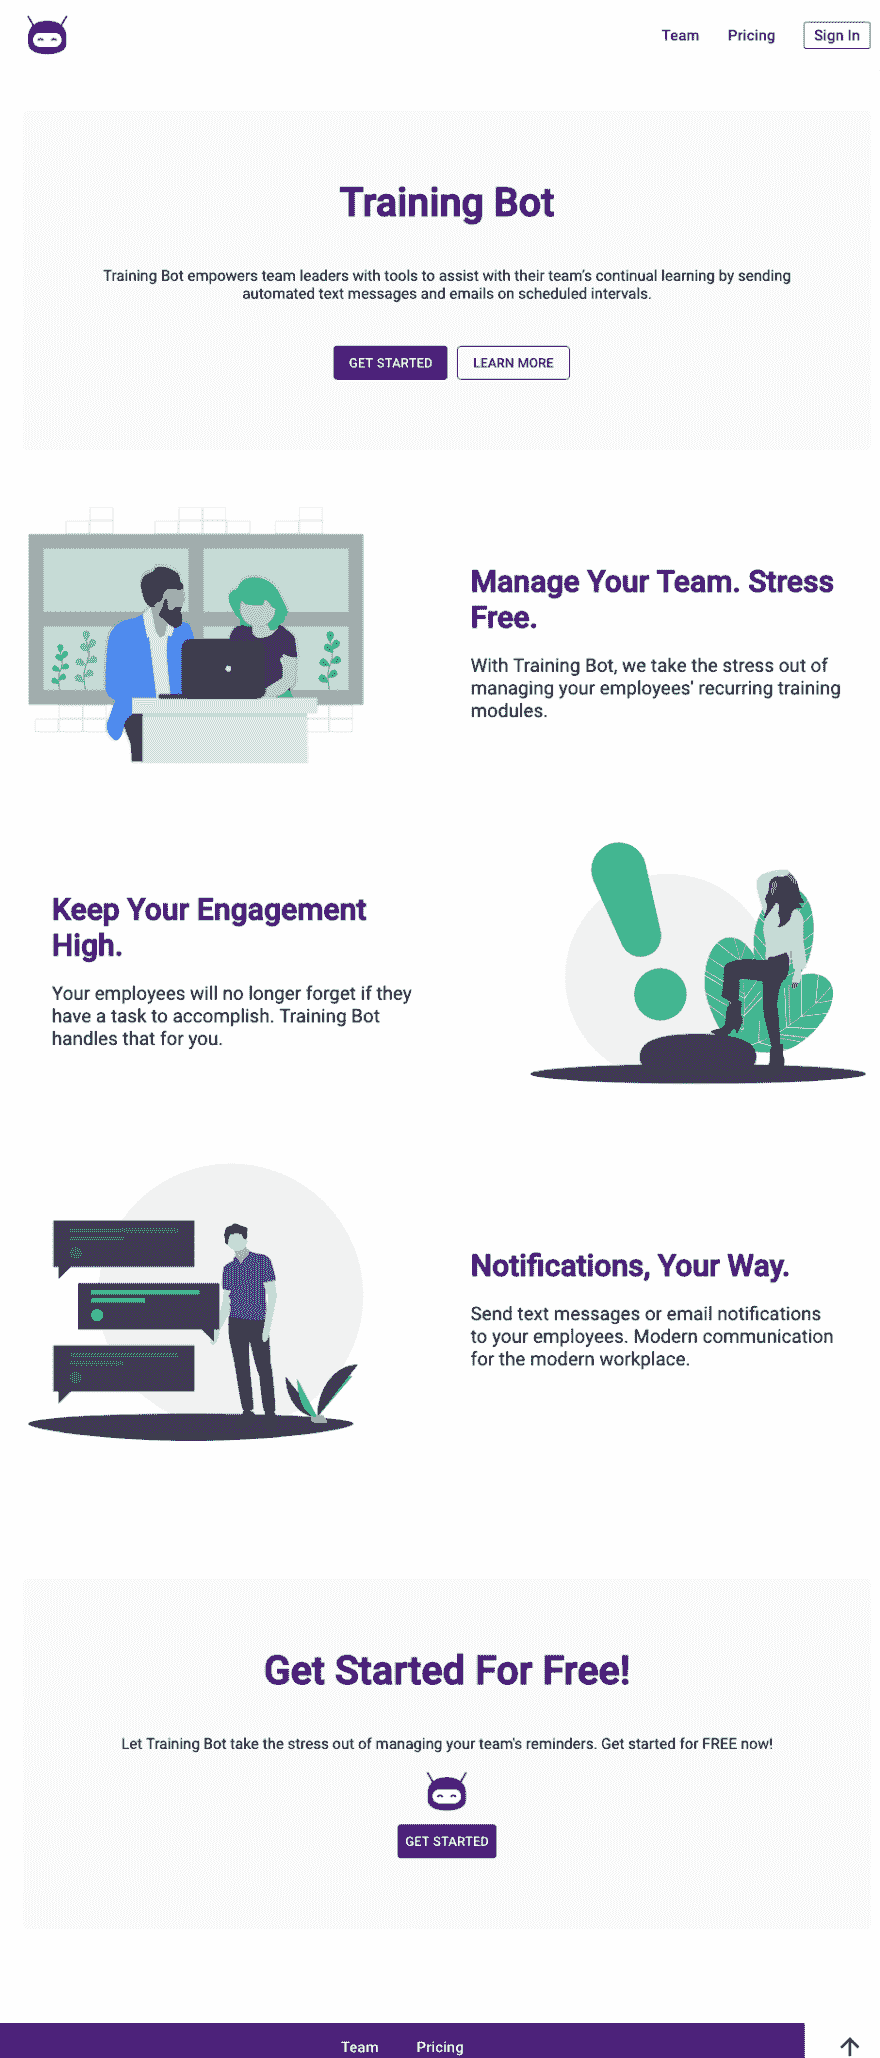 Team Pricing Sign In
Training Bot
Training Bot empowers team leaders with tools to assist with their team's continual learning by sending
automated text messages and emails on scheduled intervals.
GET STARTED LEARN MORE
Manage Your Team. Stress
Free.
With Training Bot, we take the stress out of
managing your employees' recurring training
modules.
Keep Your Engagement
High.
Your employees will no longer forget if they
have a task to accomplish. Training Bot
handles that for you.
Notifications, Your Way.
Send text messages or email notifications
to your employees. Modern communication
for the modern workplace.
Get Started For Free!
Let Training Bot take the stress out of managing your team's reminders. Get started for FREE now!
GET STARTED
Team Pricing